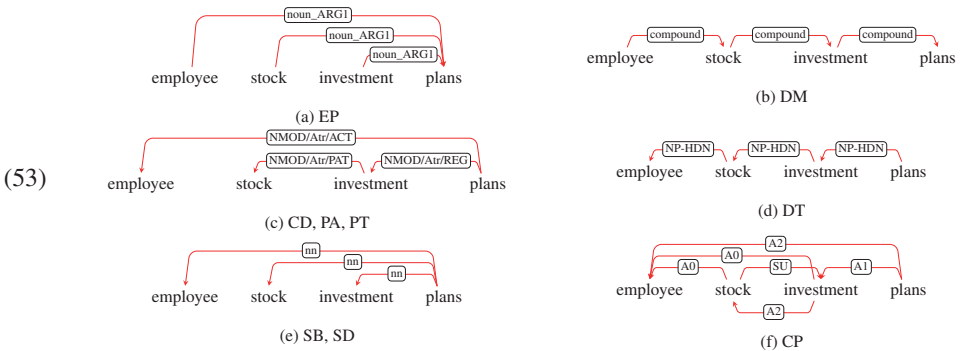 noun_ARG1
noun_ARG1
noun_ARG1
employee stock investment plans
(a) EP
compound compound compound
employee stock investment plans
(b) DM
(53)
NMOD/Atr/ACT
NMOD/Atr/PAT NMOD/Atr/REG
employee stock investment plans
(c) CD, PA, PT
NP-HDN NP-HDN NP-HDN
employee stock investment plans
(d) DT
nn
nn
nn
employee stock investment plans
(e) SB, SD
A2
A0
A0 SU A1
employee stock investment plans
A2
(f) CP